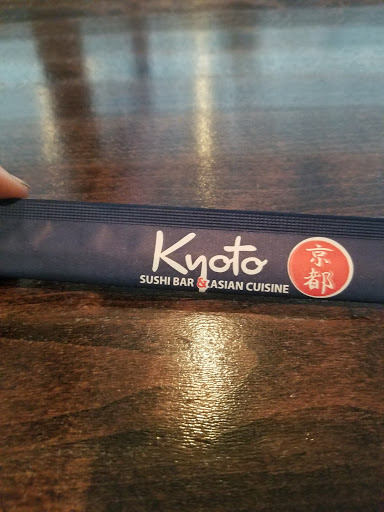 Kyoto
SUSHI BAR & ASIAN CUISINE
京
都